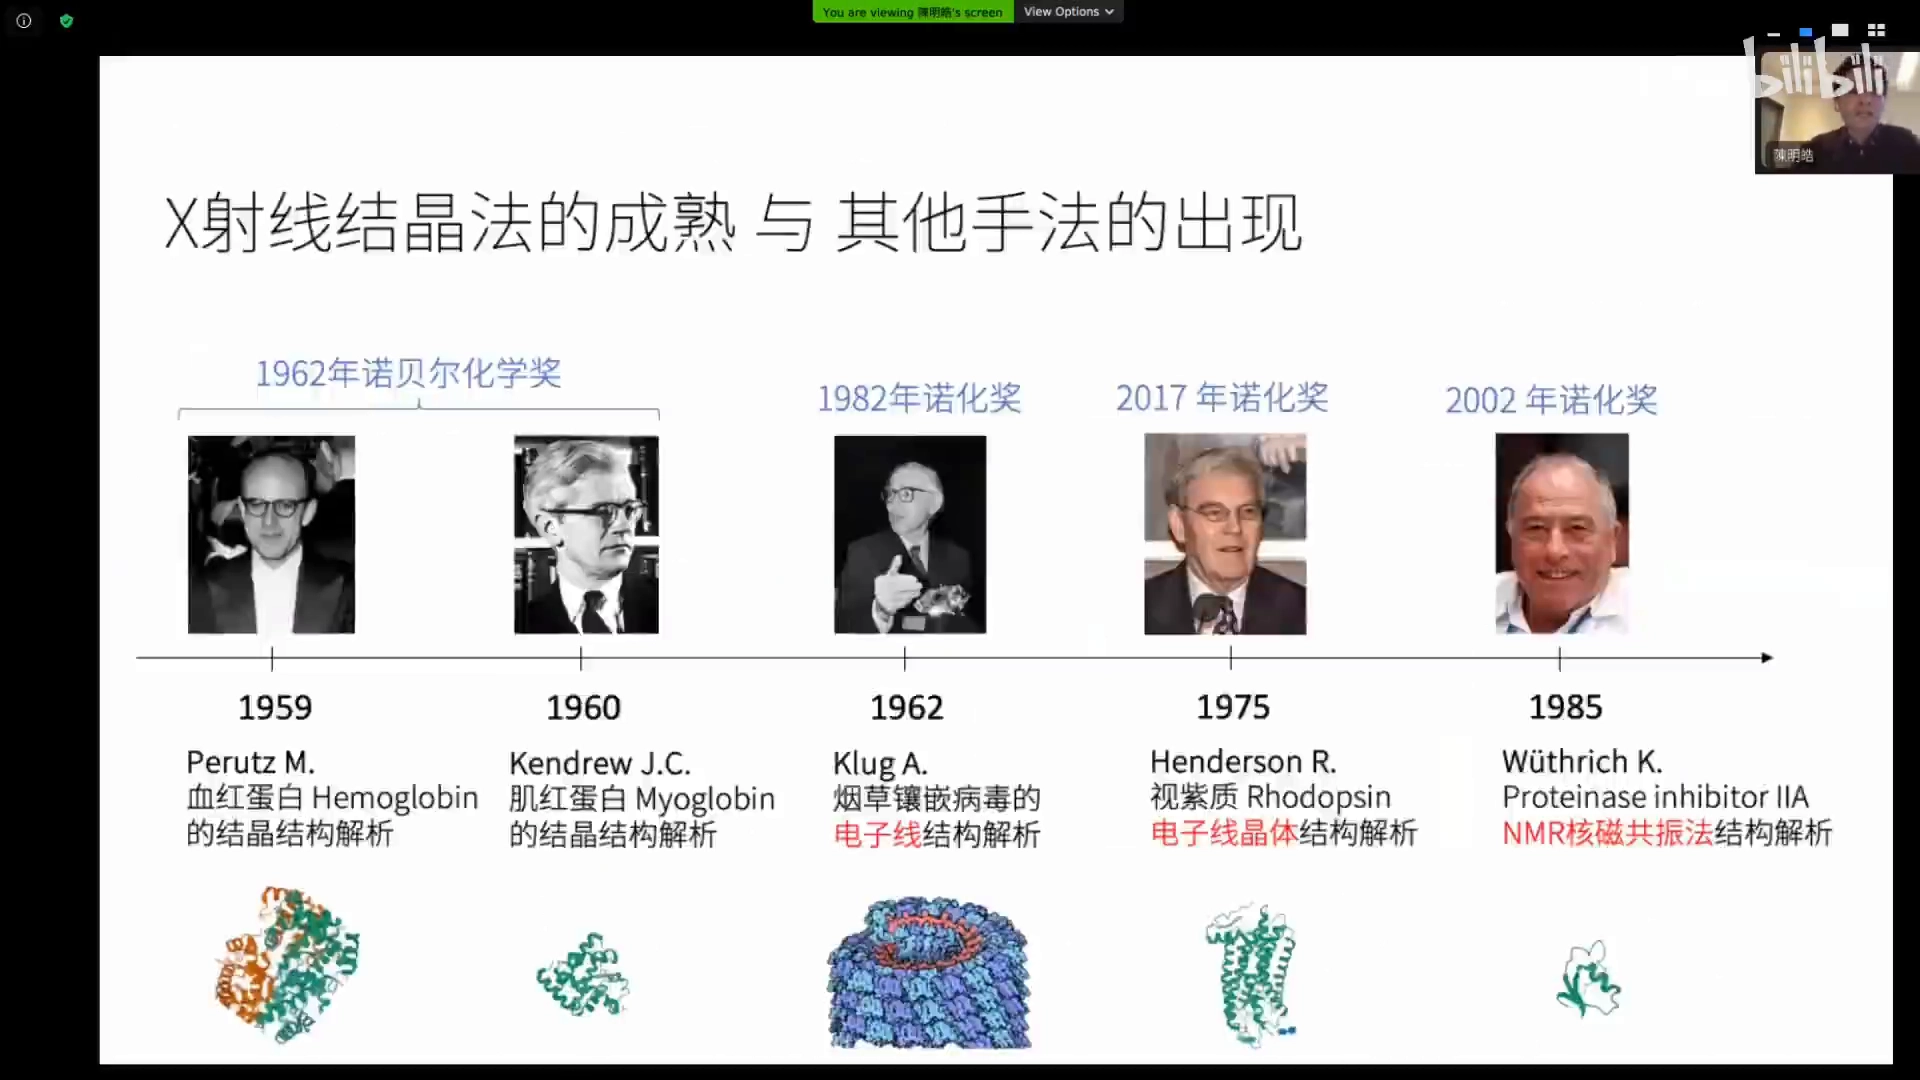 You are viewing 陳明皓's screen
View Options
bilibili
陳明皓
X射线结晶法的成熟 与 其他手法的出现
1962年诺贝尔化学奖
1982年诺化奖
2017 年诺化奖
2002 年诺化奖
1959
1960
1962
1975
1985
Perutz M.
血红蛋白 Hemoglobin
的结晶结构解析
Kendrew J.C.
肌红蛋白 Myoglobin
的结晶结构解析
Klug A.
烟草镶嵌病毒的
电子线结构解析
Henderson R.
视紫质 Rhodopsin
电子线晶体结构解析
Wüthrich K.
Proteinase inhibitor IIA
NMR核磁共振法结构解析